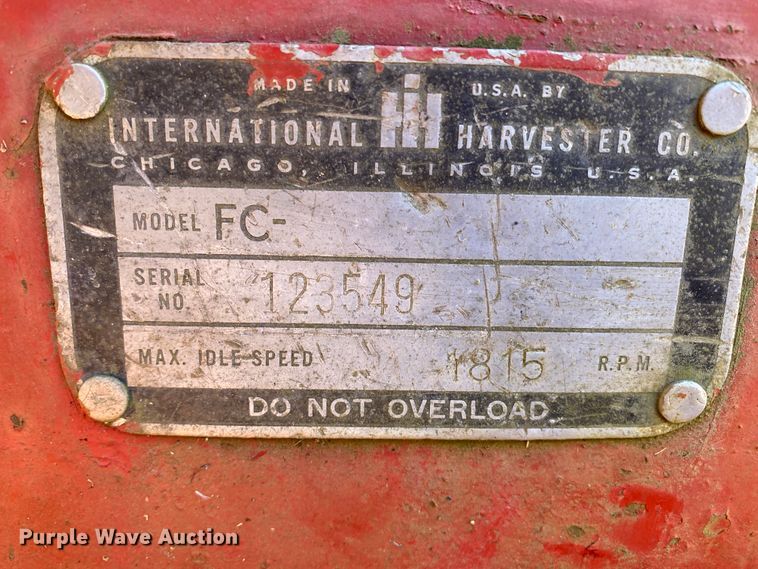 MADE IN IH U.S.A. BY
INTERNATIONAL HARVESTER CO.
CHICAGO, ILLINOIS U.S.A.
MODEL FC-
SERIAL NO. 123549
MAX. IDLE SPEED 1815 R.P.M.
DO NOT OVERLOAD
Purple Wave Auction